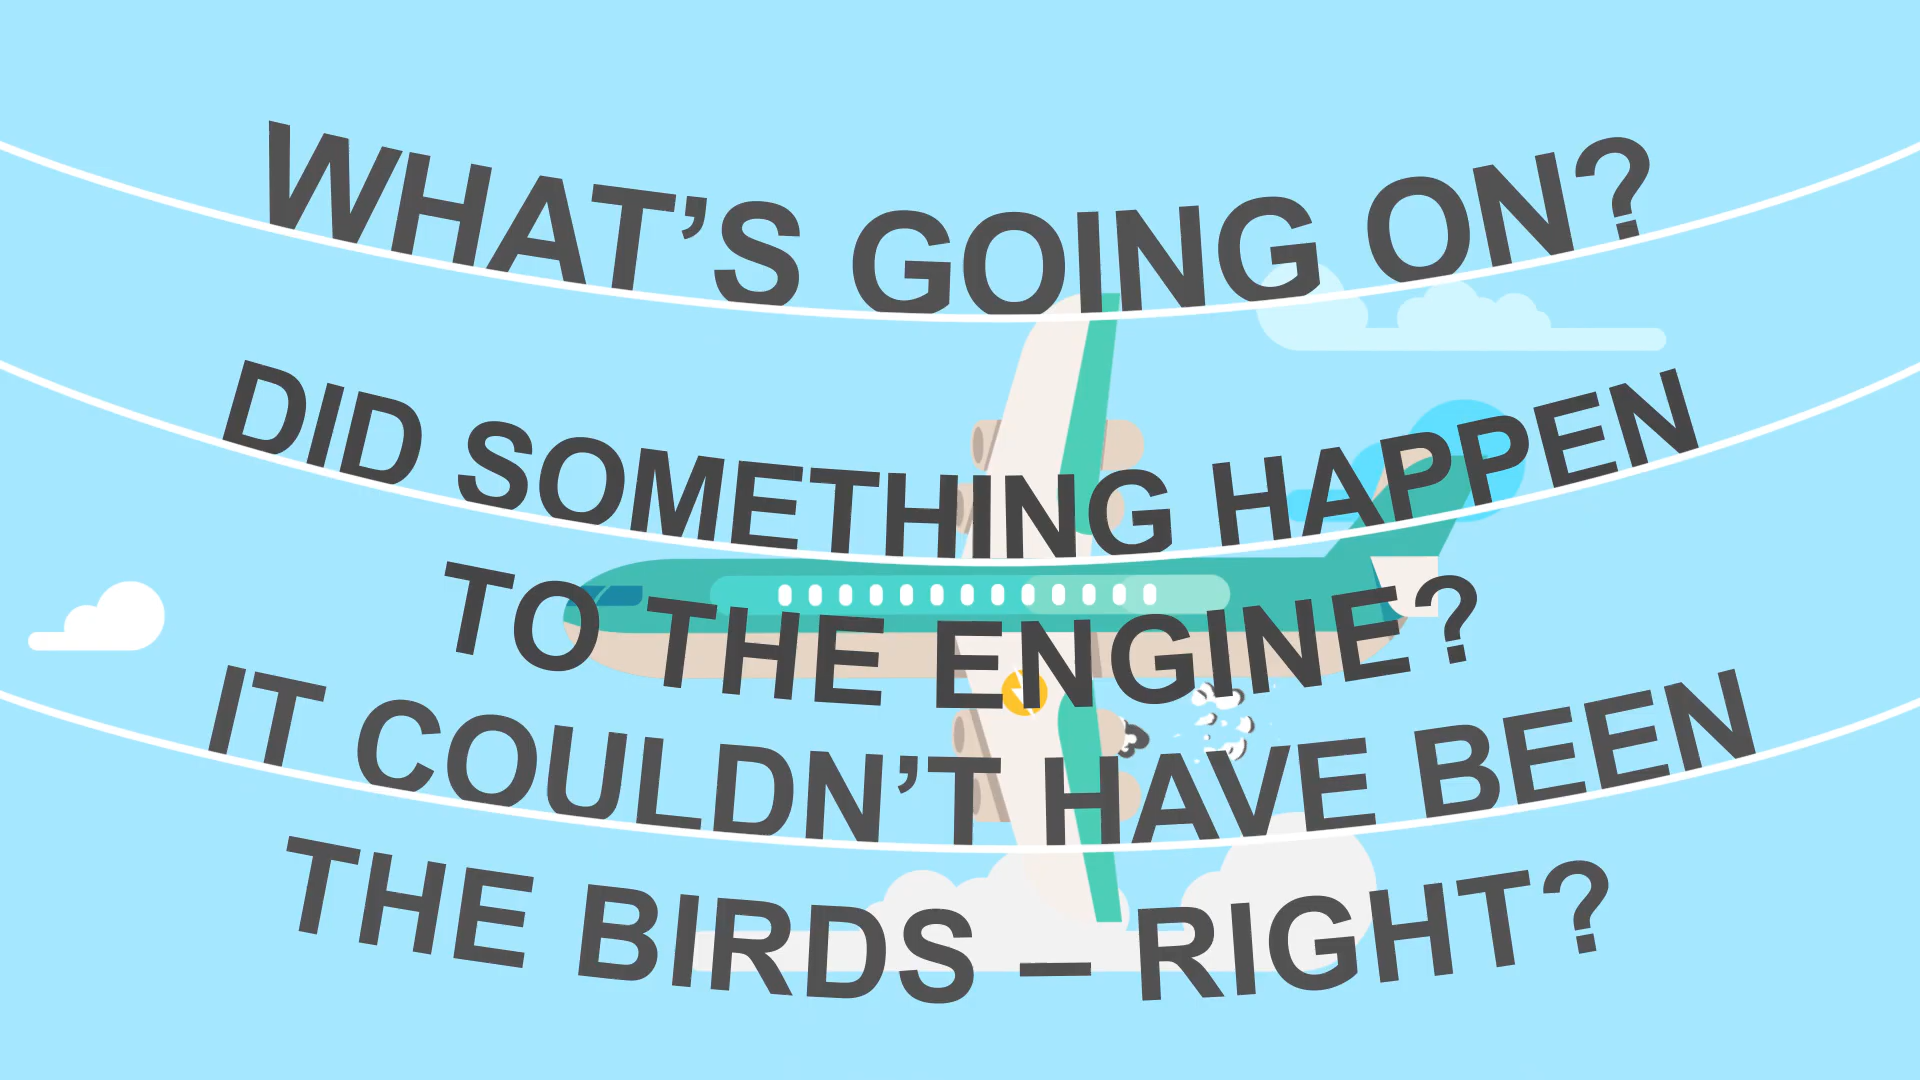 WHAT’S GOING ON?
DID SOMETHING HAPPEN
TO THE ENGINE?
IT COULDN’T HAVE BEEN
THE BIRDS – RIGHT?